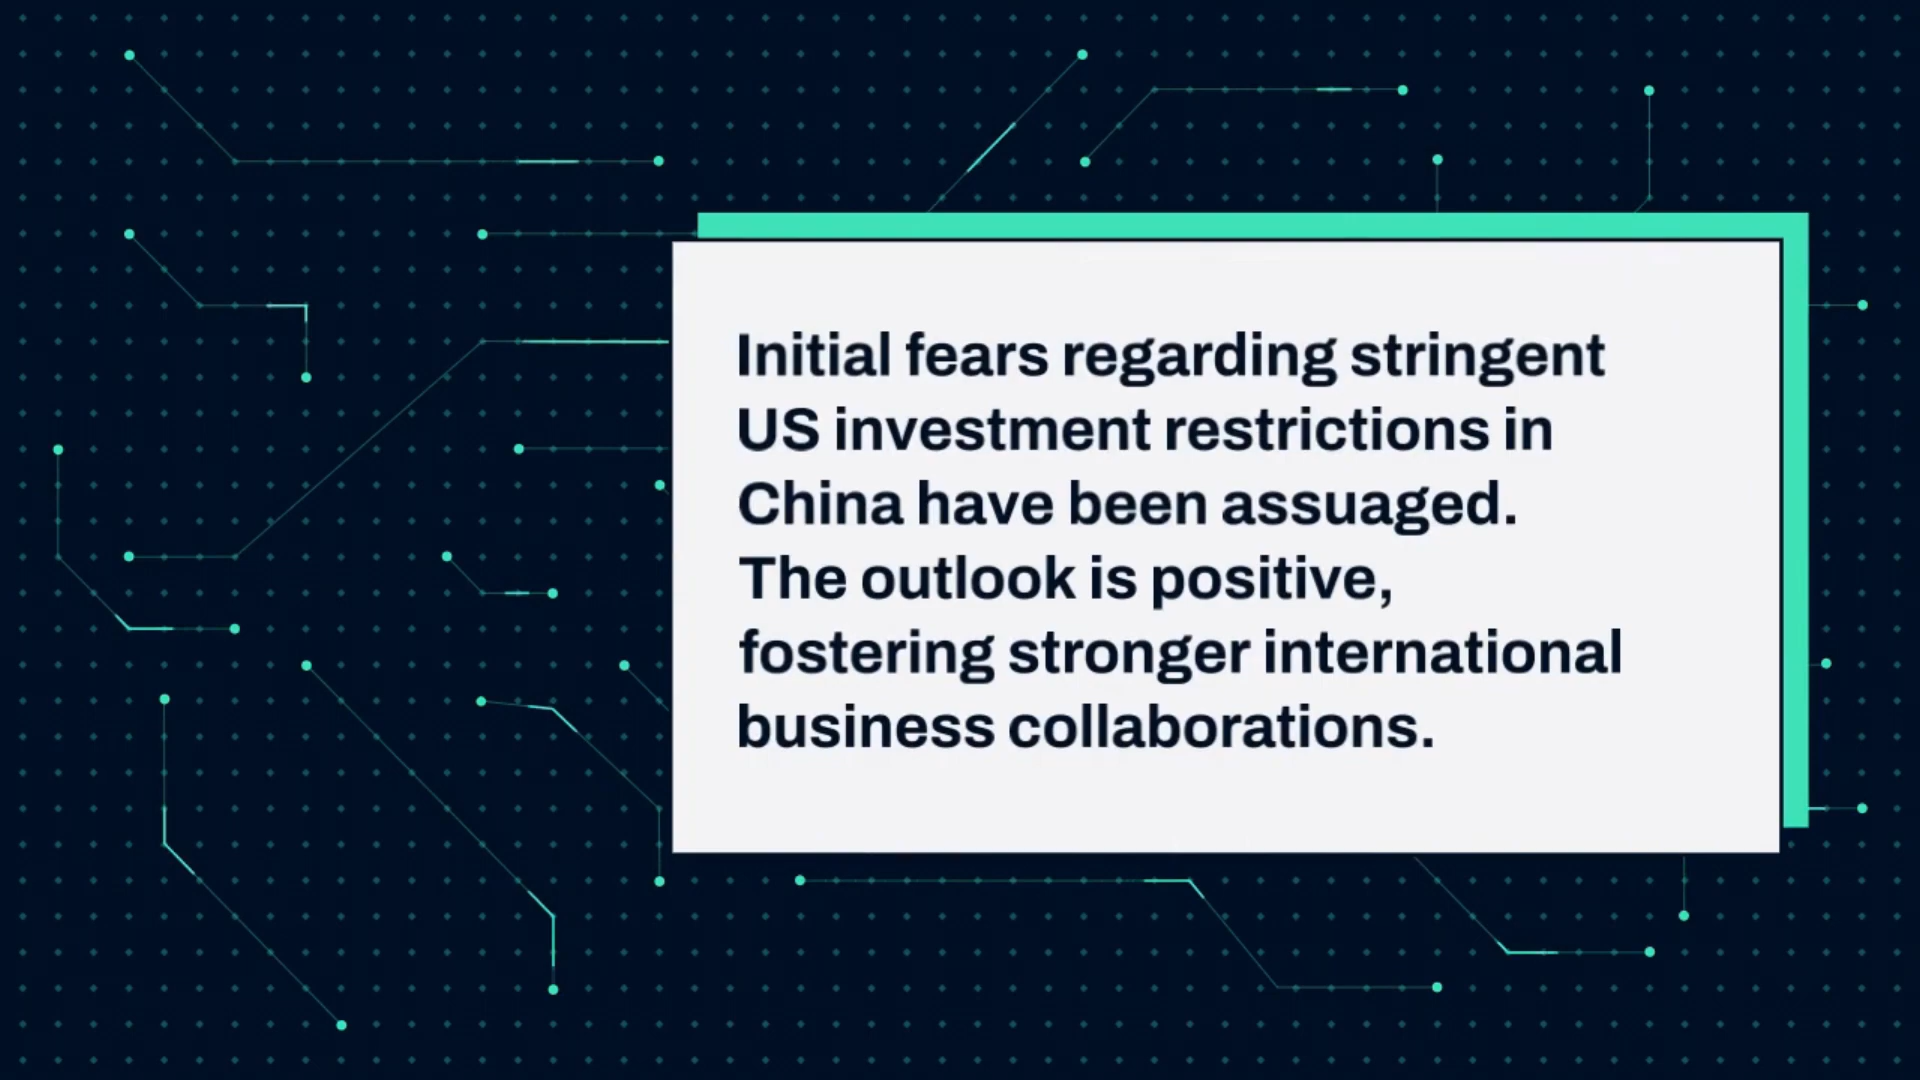 Initial fears regarding stringent
US investment restrictions in
China have been assuaged.
The outlook is positive,
fostering stronger international
business collaborations.